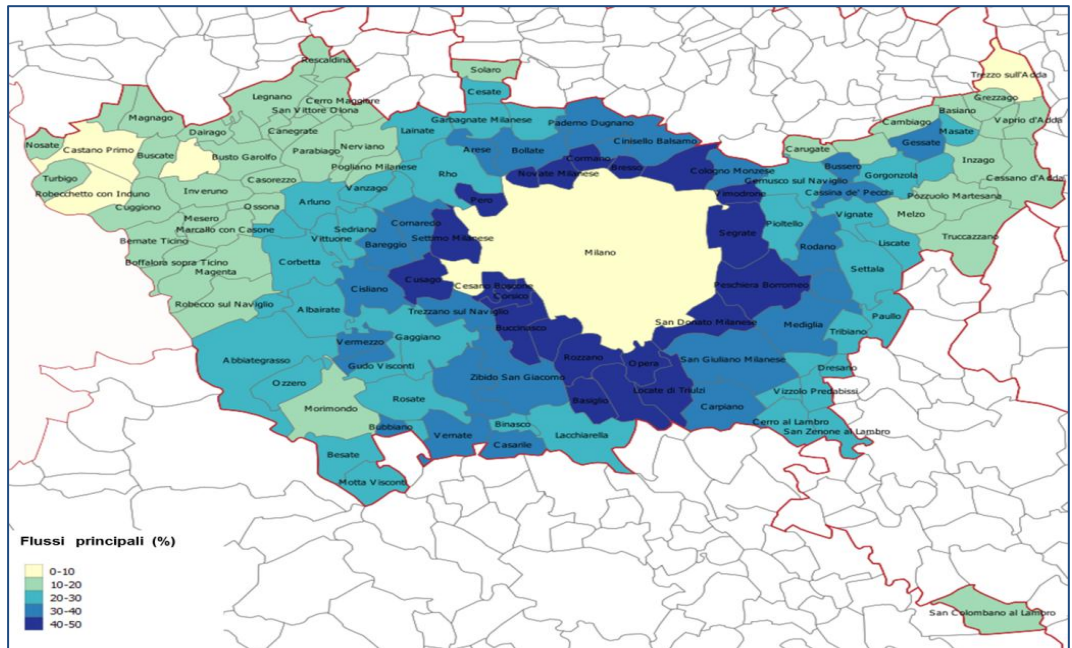 Rescaldina
Solaro
Trezzo sull'Adda
Cesate
Legnano
Cerro Maggiore
Grezzago
San Vittore Olona
Basiano
Magnago
Garbagnate Milanese
Paderno Dugnano
Cambiago
Vaprio d'Adda
Dairago
Canegrate
Lainate
Masate
Nosate
Castano Primo
Nerviano
Cinisello Balsamo
Gessate
Buscate
Busto Garolfo
Parabiago
Arese
Bollate
Carugate
Cormano
Inzago
Pogliano Milanese
Rho
Novate Milanese
Bresso
Cologno Monzese
Bussero
Turbigo
Casorezzo
Cernusco sul Naviglio
Gorgonzola
Cassano d'Adda
Robecchetto con Induno
Inveruno
Vanzago
Vimodrone
Cassina de' Pecchi
Pozzuolo Martesana
Cuggiono
Ossona
Arluno
Pero
Mesero
Cornaredo
Pioltello
Vignate
Melzo
Marcallo con Casone
Sedriano
Segrate
Bernate Ticino
Vittuone
Bareggio
Settimo Milanese
Rodano
Liscate
Truccazzano
Milano
Boffalora sopra Ticino
Corbetta
Magenta
Settala
Cusago
Cesano Boscone
Peschiera Borromeo
Cisliano
Corsico
Robecco sul Naviglio
Albairate
Trezzano sul Naviglio
Paullo
San Donato Milanese
Mediglia
Buccinasco
Tribiano
Vermezzo
Gaggiano
Abbiategrasso
Rozzano
San Giuliano Milanese
Gudo Visconti
Opera
Dresano
Ozzero
Zibido San Giacomo
Locate di Triulzi
Vizzolo Predabissi
Rosate
Basiglio
Morimondo
Carpiano
Bubbiano
Binasco
Cerro al Lambro
Vernate
Lacchiarella
San Zenone al Lambro
Casarile
Besate
Motta Visconti
Flussi principali (%)
0-10
10-20
20-30
30-40
40-50
San Colombano al Lambro